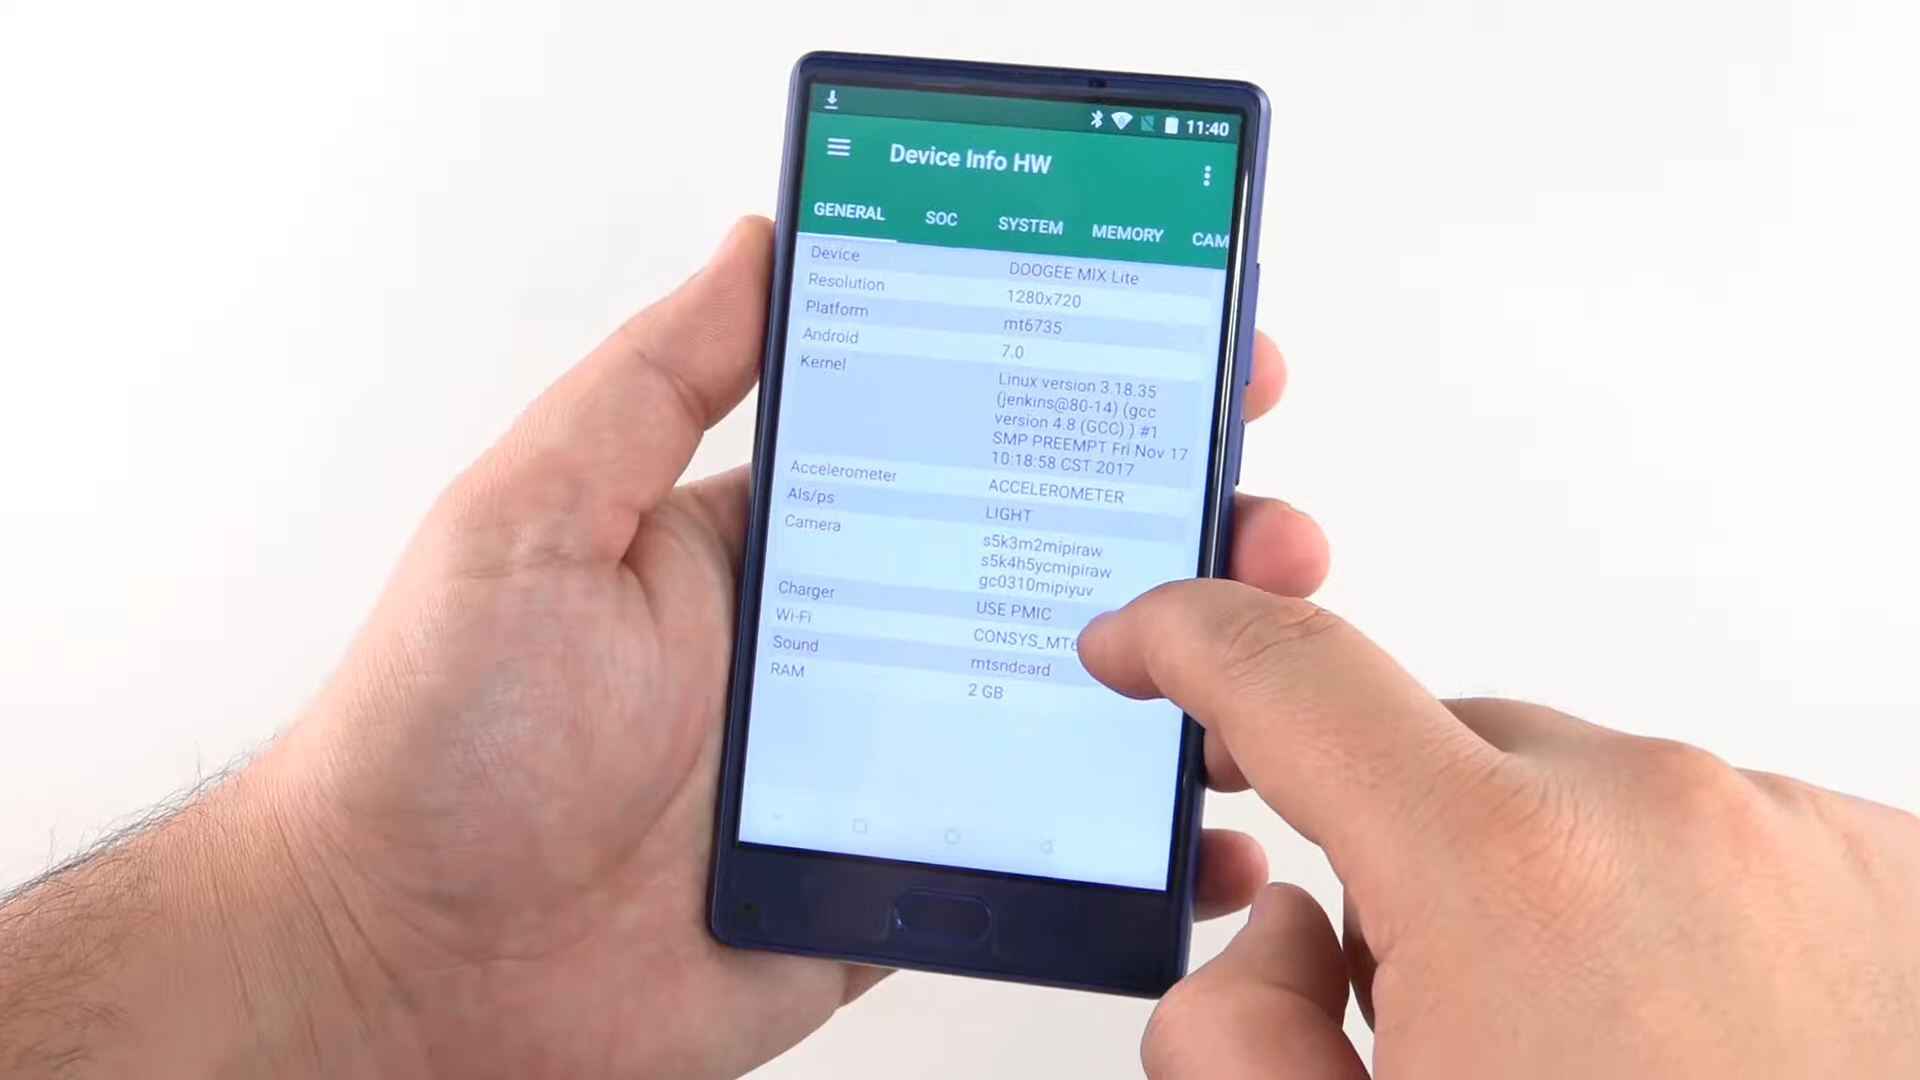 11:40
Device Info HW
GENERAL SOC SYSTEM MEMORY CAM
Device DOOGEE MIX Lite
Resolution 1280x720
Platform mt6735
Android 7.0
Kernel Linux version 3.18.35
(jenkins@80-14) (gcc
version 4.8 (GCC) ) #1
SMP PREEMPT Fri Nov 17
10:18:58 CST 2017
Accelerometer ACCELEROMETER
Als/ps LIGHT
Camera s5k3m2mipiraw
s5k4h5ycmipiraw
gc0310mipiyuv
Charger USE PMIC
Wi-Fi CONSYS_MT6
Sound mtsndcard
RAM 2 GB